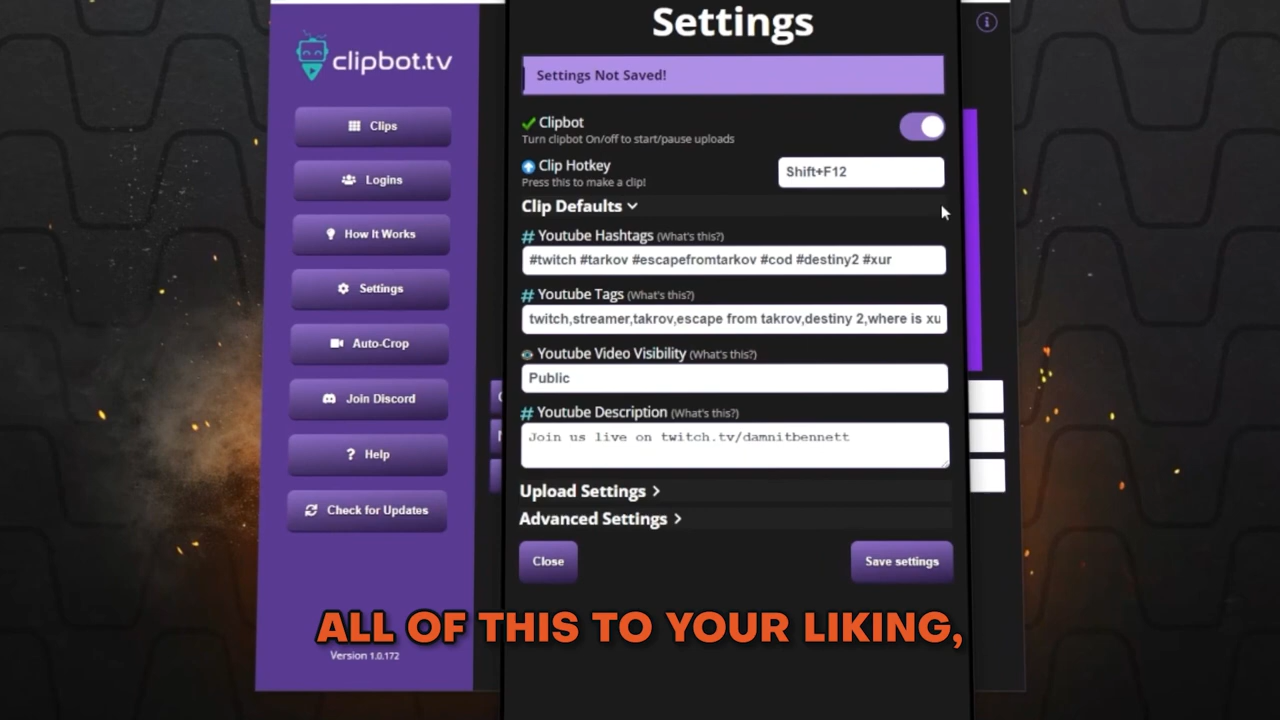 clipbot.tv
Clips
Logins
How It Works
Settings
Auto-Crop
Join Discord
Help
Check for Updates
Version 1.0.172
Settings
Settings Not Saved!
Clipbot
Turn clipbot On/off to start/pause uploads
Clip Hotkey
Press this to make a clip!
Shift+F12
Clip Defaults
# Youtube Hashtags (What's this?)
#twitch #tarkov #escapefromtarkov #cod #destiny2 #xur
# Youtube Tags (What's this?)
twitch,streamer,takrov,escape from takrov,destiny 2,where is xu
Youtube Video Visibility (What's this?)
Public
# Youtube Description (What's this?)
Join us live on twitch.tv/damnitbennett
Upload Settings >
Advanced Settings >
Close
Save settings
ALL OF THIS TO YOUR LIKING,